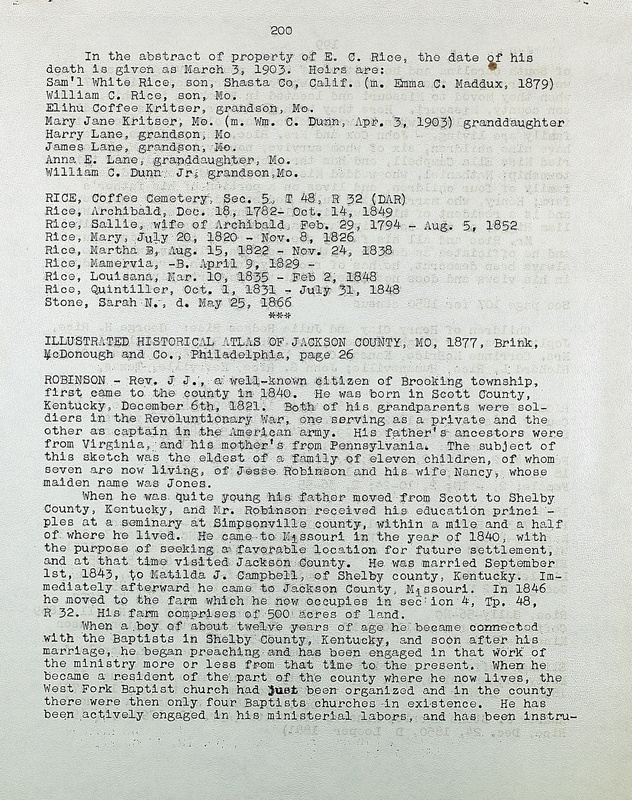 200
In the abstract of property of E. C. Rice, the date of his
death is given as March 3, 1903. Heirs are:
Sam'l White Rice, son, Shasta Co, Calif. (m. Emma C. Maddux, 1879)
William C. Rice, son, Mo.
Elihu Coffee Kritser, grandson, Mo.
Mary Jane Kritser, Mo. (m. Wm. C. Dunn, Apr. 3, 1903) granddaughter
Harry Lane, grandson, Mo.
James Lane, grandson, Mo.
Anna E. Lane, granddaughter, Mo.
William C. Dunn Jr, grandson, Mo.
RICE, Coffee Cemetery, Sec. 5, T 48, R 32 (DAR)
Rice, Archibald, Dec. 18, 1782- Oct. 14, 1849
Rice, Sallie, wife of Archibald, Feb. 29, 1794 - Aug. 5, 1852
Rice, Mary, July 20, 1820 - Nov. 8, 1826
Rice, Martha B, Aug. 15, 1822 - Nov. 24, 1838
Rice, Mamervia, -B. April 9, 1829
Rice, Louisana, Mar. 10, 1835 - Feb 2, 1848
Rice, Quintiller, Oct. 1, 1831 - July 31, 1848
Stone, Sarah N., d. May 25, 1866
***
ILLUSTRATED HISTORICAL ATLAS OF JACKSON COUNTY, MO, 1877, Brink,
McDonough and Co., Philadelphia, page 26
ROBINSON - Rev. J J., a well-known citizen of Brooking township,
first came to the county in 1840. He was born in Scott County,
Kentucky, December 6th, 1821. Both of his grandparents were sol-
diers in the Revoluntionary War, one serving as a private and the
other as captain in the American army. His father's ancestors were
from Virginia, and his mother's from Pennsylvania. The subject of
this sketch was the eldest of a family of eleven children, of whom
seven are now living, of Jesse Robinson and his wife Nancy, whose
maiden name was Jones.
When he was quite young his father moved from Scott to Shelby
County, Kentucky, and Mr. Robinson received his education princi -
ples at a seminary at Simpsonville county, within a mile and a half
of where he lived. He came to Missouri in the year of 1840, with
the purpose of seeking a favorable location for future settlement,
and at that time visited Jackson County. He was married September
1st, 1843, to Matilda J. Campbell, of Shelby county, Kentucky. Im-
mediately afterward he came to Jackson County, Missouri. In 1846
he moved to the farm which he now occupies in section 4, Tp. 48,
R 32. His farm comprises of 500 acres of land.
When a boy of about twelve years of age he became connected
with the Baptists in Shelby County, Kentucky, and soon after his
marriage, he began preaching and has been engaged in that work of
the ministry more or less from that time to the present. When he
became a resident of the part of the county where he now lives, the
West Fork Baptist church had just been organized and in the county
there were then only four Baptists churches in existence. He has
been actively engaged in his ministerial labors, and has been instru-